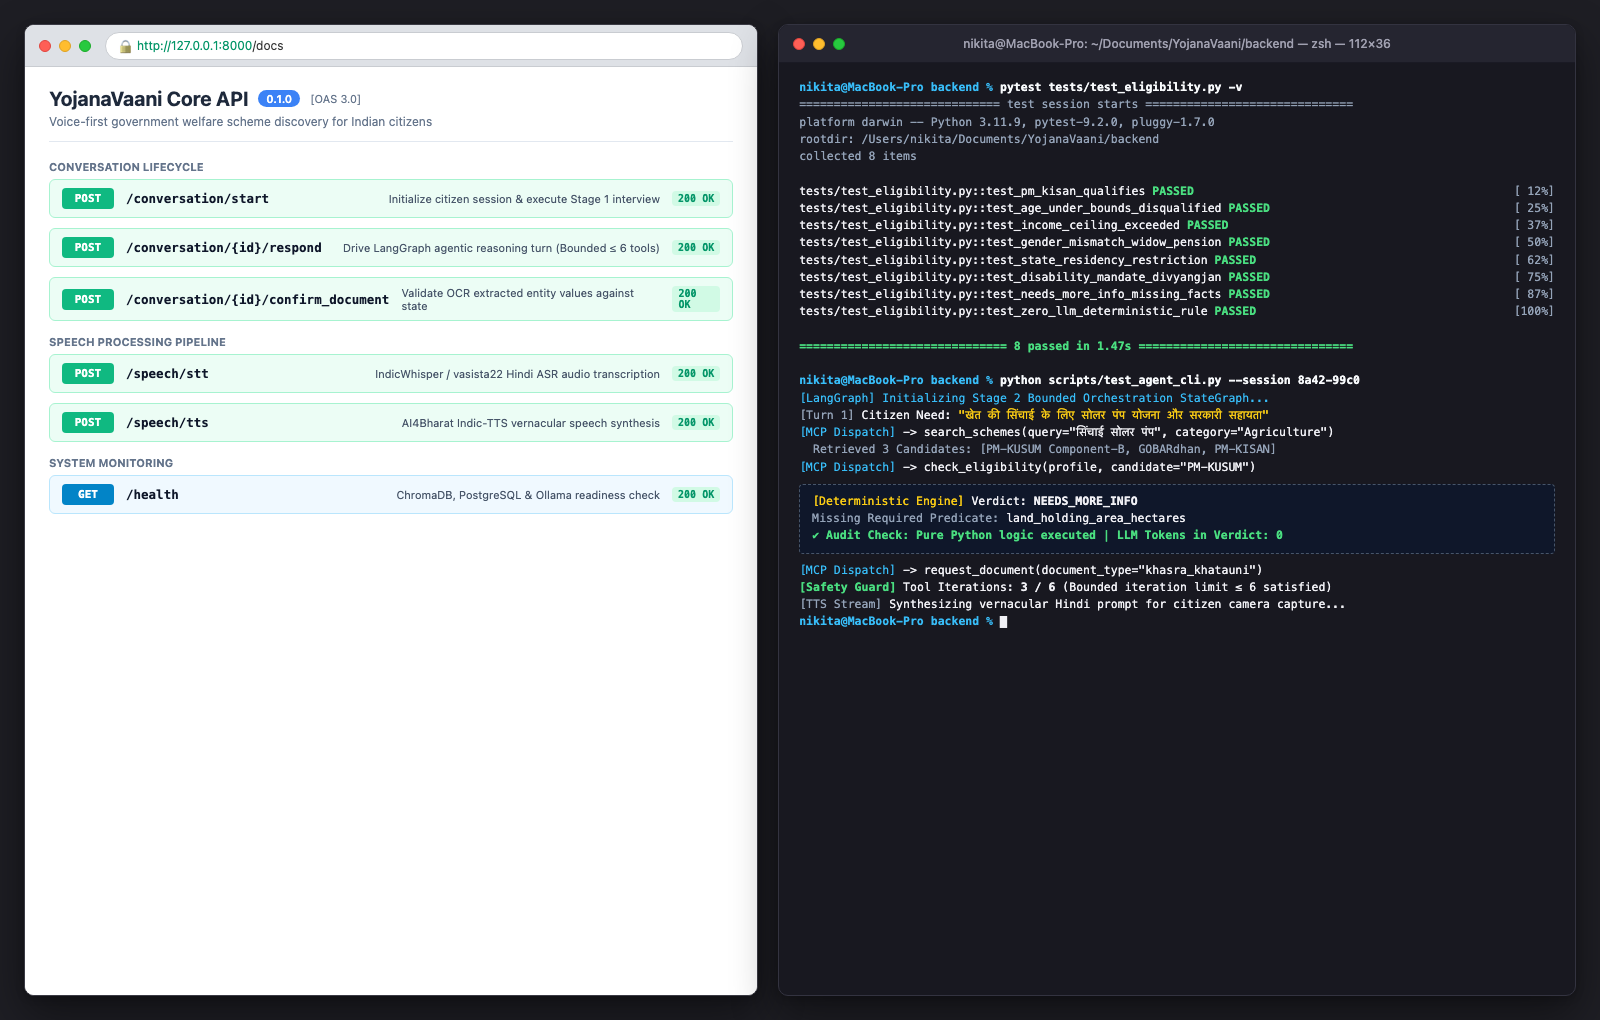 http://127.0.0.1:8000/docs
YojanaVaani Core API 0.1.0 [OAS 3.0]
Voice-first government welfare scheme discovery for Indian citizens
CONVERSATION LIFECYCLE
POST /conversation/start Initialize citizen session & execute Stage 1 interview 200 OK
POST /conversation/{id}/respond Drive LangGraph agentic reasoning turn (Bounded ≤ 6 tools) 200 OK
POST /conversation/{id}/confirm_document Validate OCR extracted entity values against state 200 OK
SPEECH PROCESSING PIPELINE
POST /speech/stt IndicWhisper / vasista22 Hindi ASR audio transcription 200 OK
POST /speech/tts AI4Bharat Indic-TTS vernacular speech synthesis 200 OK
SYSTEM MONITORING
GET /health ChromaDB, PostgreSQL & Ollama readiness check 200 OK
nikita@MacBook-Pro: ~/Documents/YojanaVaani/backend — zsh — 112×36
nikita@MacBook-Pro backend % pytest tests/test_eligibility.py -v
============================= test session starts ==============================
platform darwin -- Python 3.11.9, pytest-9.2.0, pluggy-1.7.0
rootdir: /Users/nikita/Documents/YojanaVaani/backend
collected 8 items
tests/test_eligibility.py::test_pm_kisan_qualifies PASSED [ 12%]
tests/test_eligibility.py::test_age_under_bounds_disqualified PASSED [ 25%]
tests/test_eligibility.py::test_income_ceiling_exceeded PASSED [ 37%]
tests/test_eligibility.py::test_gender_mismatch_widow_pension PASSED [ 50%]
tests/test_eligibility.py::test_state_residency_restriction PASSED [ 62%]
tests/test_eligibility.py::test_disability_mandate_divyangjan PASSED [ 75%]
tests/test_eligibility.py::test_needs_more_info_missing_facts PASSED [ 87%]
tests/test_eligibility.py::test_zero_llm_deterministic_rule PASSED [100%]
============================== 8 passed in 1.47s ===============================
nikita@MacBook-Pro backend % python scripts/test_agent_cli.py --session 8a42-99c0
[LangGraph] Initializing Stage 2 Bounded Orchestration StateGraph...
[Turn 1] Citizen Need: "खेत की सिंचाई के लिए सोलर पंप योजना और सरकारी सहायता"
[MCP Dispatch] -> search_schemes(query="सिंचाई सोलर पंप", category="Agriculture")
Retrieved 3 Candidates: [PM-KUSUM Component-B, GOBARdhan, PM-KISAN]
[MCP Dispatch] -> check_eligibility(profile, candidate="PM-KUSUM")
[Deterministic Engine] Verdict: NEEDS_MORE_INFO
Missing Required Predicate: land_holding_area_hectares
✔ Audit Check: Pure Python logic executed | LLM Tokens in Verdict: 0
[MCP Dispatch] -> request_document(document_type="khasra_khatauni")
[Safety Guard] Tool Iterations: 3 / 6 (Bounded iteration limit ≤ 6 satisfied)
[TTS Stream] Synthesizing vernacular Hindi prompt for citizen camera capture...
nikita@MacBook-Pro backend %